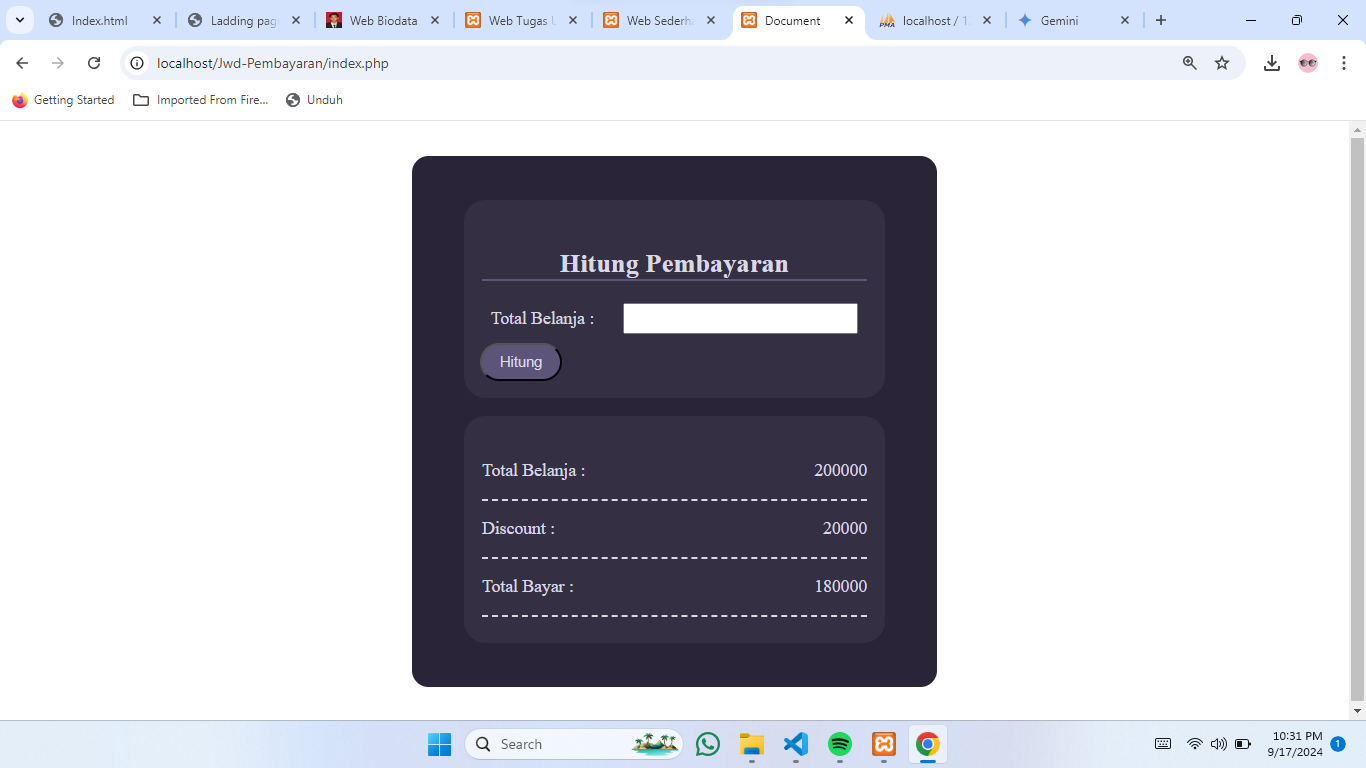 Index.html
Ladding pag
Web Biodata
Web Tugas U
Web Sederha
Document
localhost / 1
Gemini
localhost/Jwd-Pembayaran/index.php
Getting Started
Imported From Fire...
Unduh
Hitung Pembayaran
Total Belanja :
Hitung
Total Belanja : 200000
Discount : 20000
Total Bayar : 180000
Search
10:31 PM
9/17/2024
1